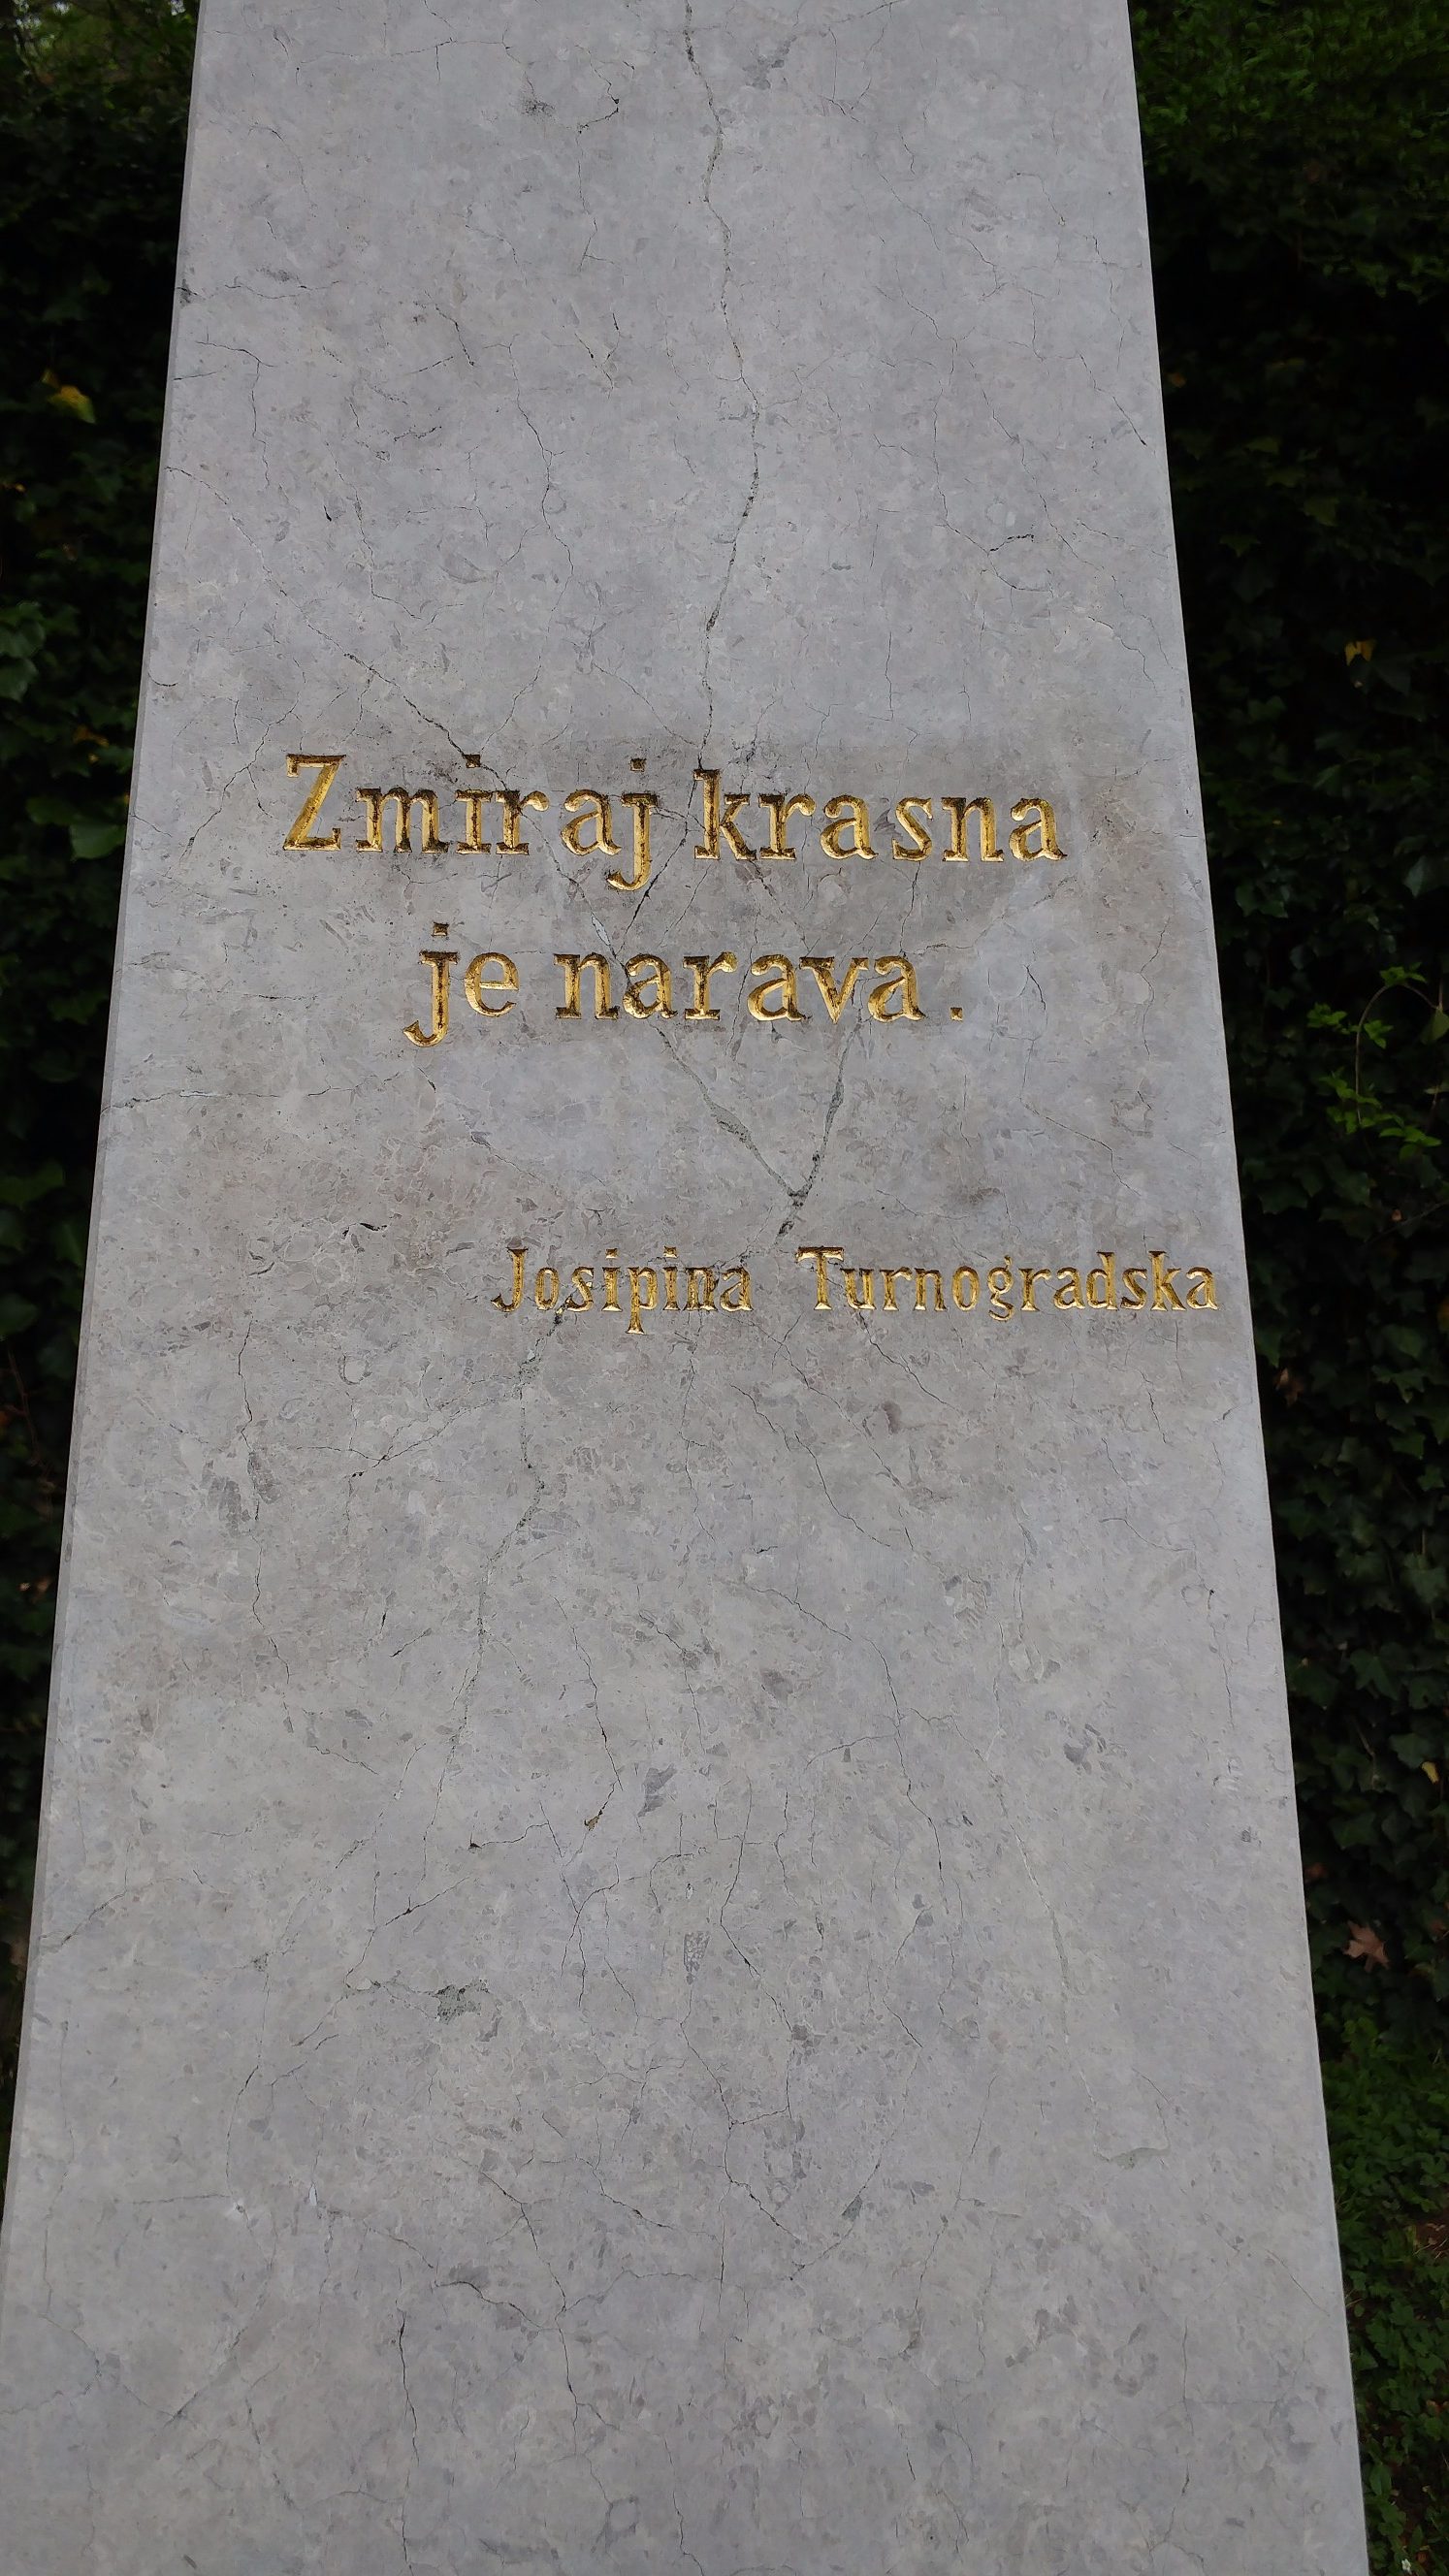 Zmiraj krasna
je narava.
Josipina Turnogradska